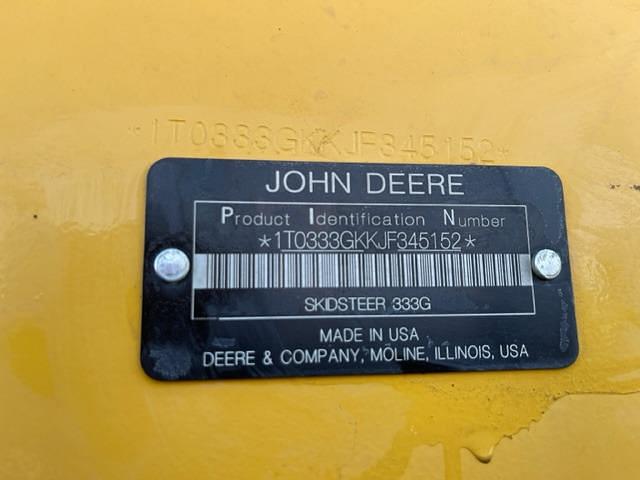 *1T0333GKKJF345152*
JOHN DEERE
Product Identification Number
*1T0333GKKJF345152*
SKIDSTEER 333G
MADE IN USA
DEERE & COMPANY, MOLINE, ILLINOIS, USA